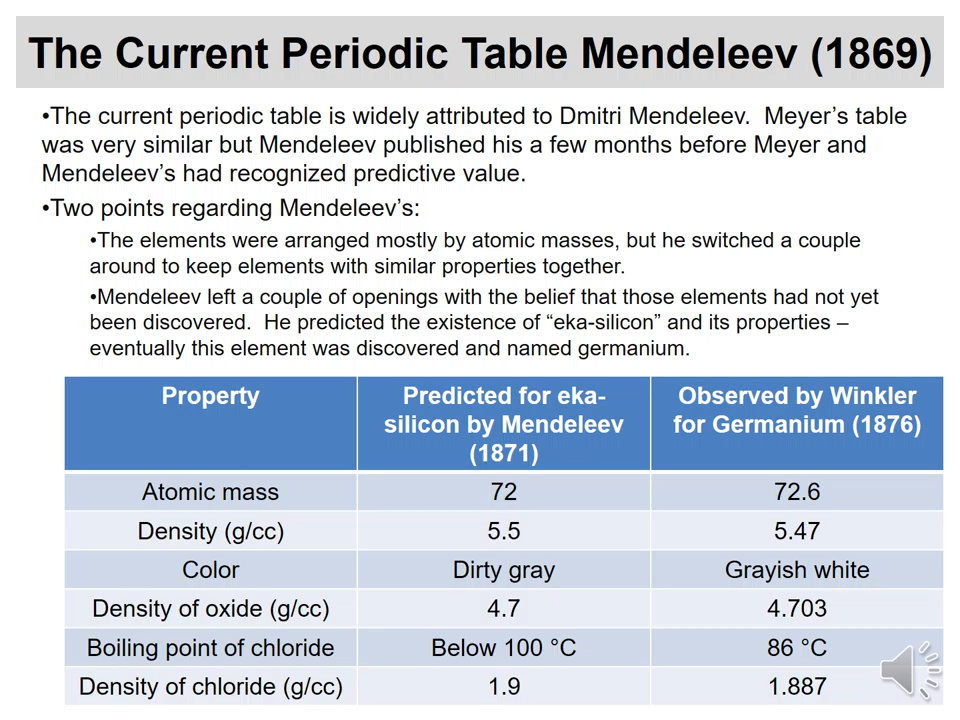 The Current Periodic Table Mendeleev (1869)
•The current periodic table is widely attributed to Dmitri Mendeleev.  Meyer’s table
was very similar but Mendeleev published his a few months before Meyer and
Mendeleev’s had recognized predictive value.
•Two points regarding Mendeleev’s:
•The elements were arranged mostly by atomic masses, but he switched a couple
around to keep elements with similar properties together.
•Mendeleev left a couple of openings with the belief that those elements had not yet
been discovered.  He predicted the existence of “eka-silicon” and its properties –
eventually this element was discovered and named germanium.
Property
Predicted for eka-
silicon by Mendeleev
(1871)
Observed by Winkler
for Germanium (1876)
Atomic mass 72 72.6
Density (g/cc) 5.5 5.47
Color Dirty gray Grayish white
Density of oxide (g/cc) 4.7 4.703
Boiling point of chloride Below 100 °C 86 °C
Density of chloride (g/cc) 1.9 1.887